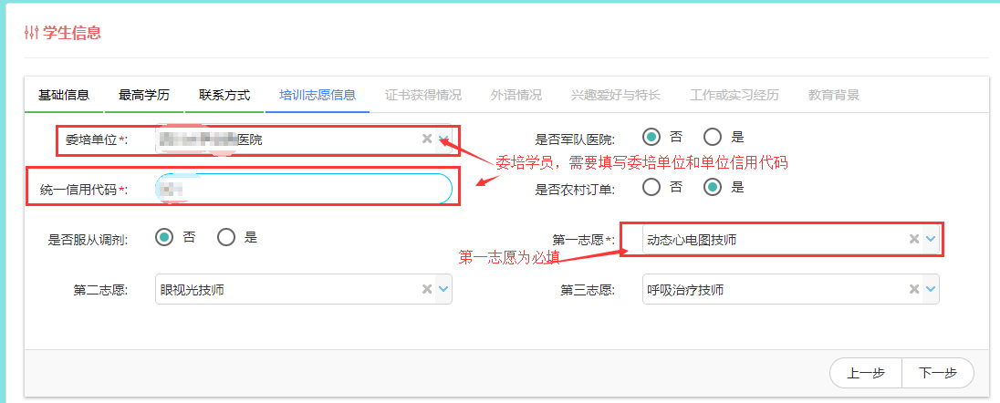 学生信息
基础信息 最高学历 联系方式 培训志愿信息 证书获得情况 外语情况 兴趣爱好与特长 工作或实习经历 教育背景
委培单位*: 医院 是否军队医院: 否 是
委培学员，需要填写委培单位和单位信用代码
统一信用代码*: 是否农村订单: 否 是
是否服从调剂: 否 是 第一志愿*: 动态心电图技师
第一志愿为必填
第二志愿: 眼视光技师 第三志愿: 呼吸治疗技师
上一步 下一步